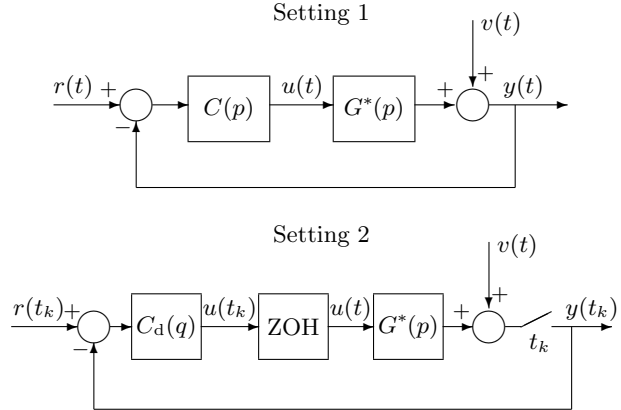 Setting 1
v(t)
r(t) + C(p) u(t) G*(p) + + y(t)
−
Setting 2
v(t)
r(t_k) + C_d(q) u(t_k) ZOH u(t) G*(p) + + y(t_k)
− t_k